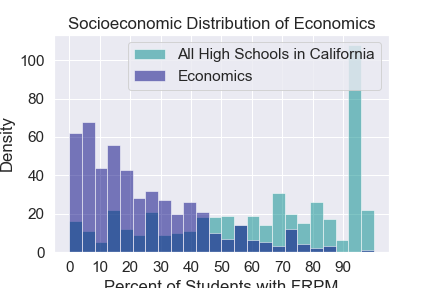 Socioeconomic Distribution of Economics
All High Schools in California
Economics
Density
100
80
60
40
20
0
0 10 20 30 40 50 60 70 80 90
Percent of Students with FRPM